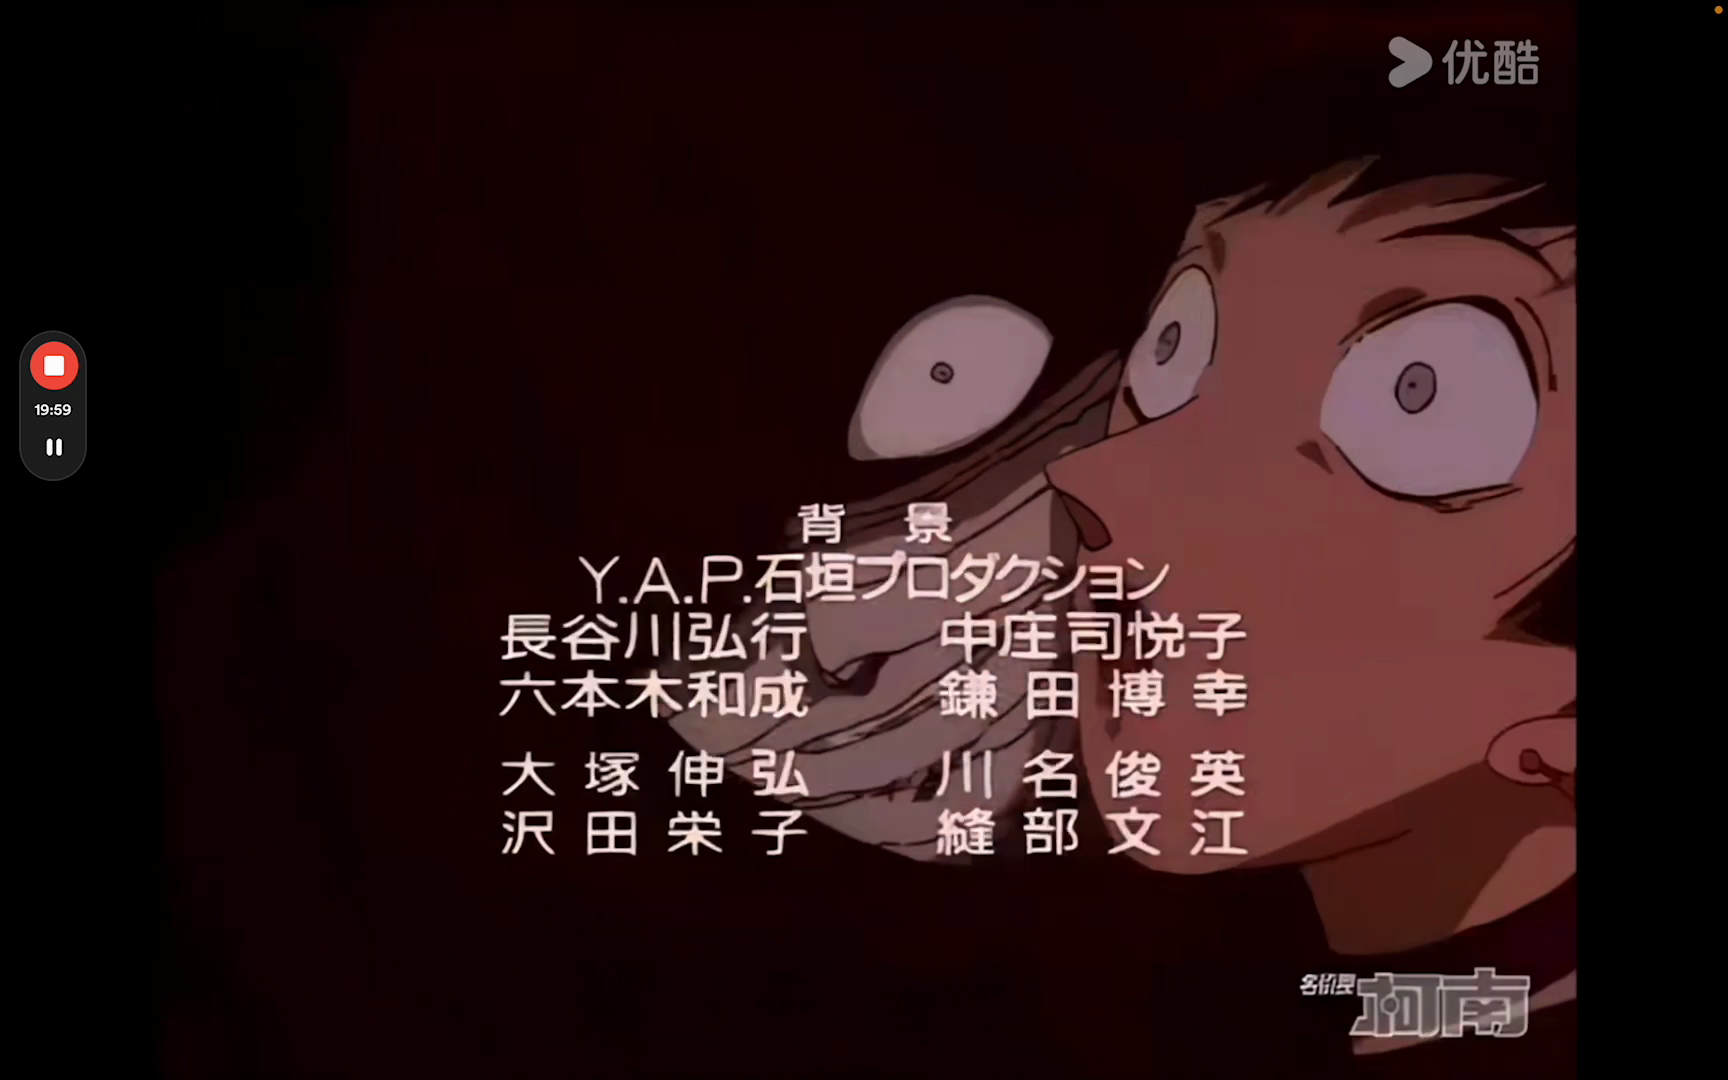 优酷
19:59
背景
Y.A.P.石垣プロダクション
長谷川弘行 中庄司悦子
六本木和成 鎌田博幸
大塚伸弘 川名俊英
沢田栄子 縫部文江
名侦探柯南